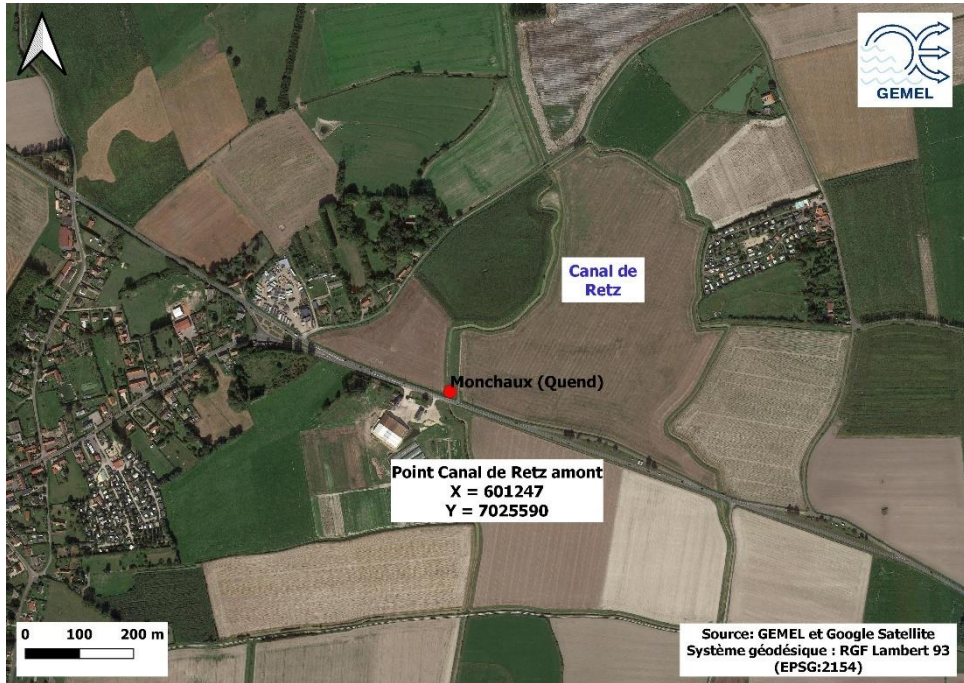 GEMEL
Canal de
Retz
Monchaux (Quend)
Point Canal de Retz amont
X = 601247
Y = 7025590
0 100 200 m
Source: GEMEL et Google Satellite
Système géodésique : RGF Lambert 93
(EPSG:2154)